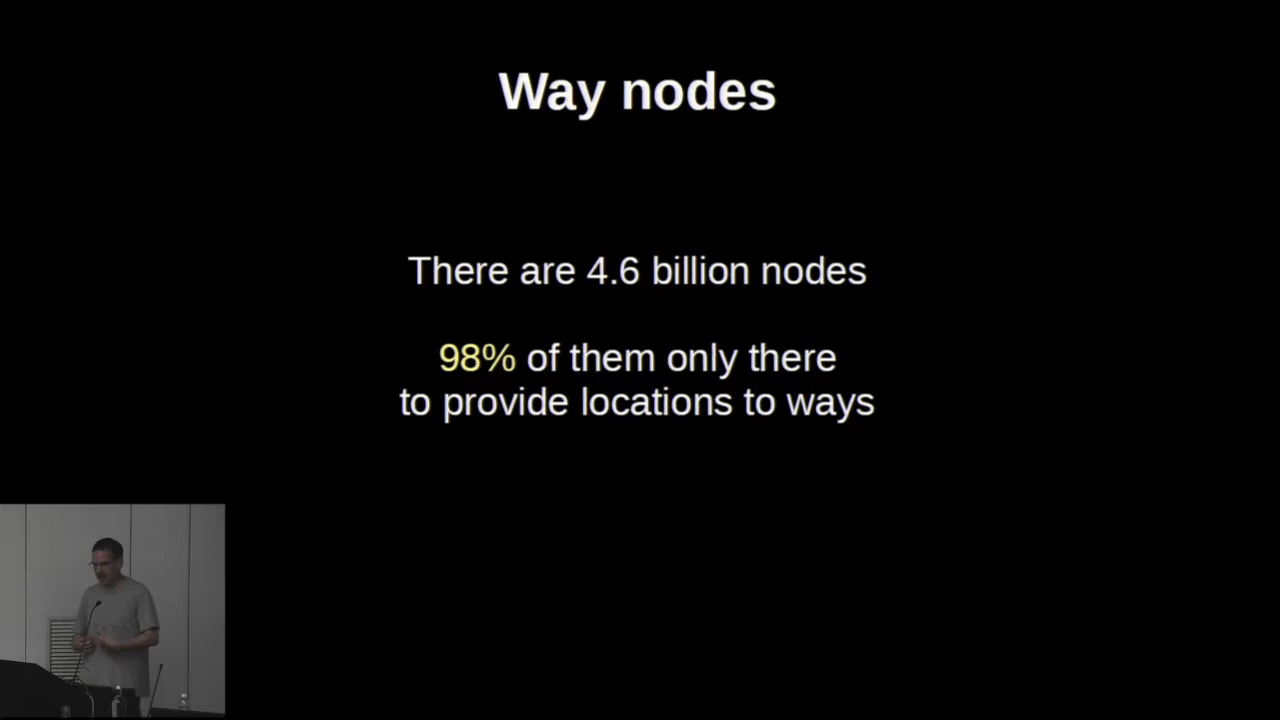 Way nodes
There are 4.6 billion nodes
98% of them only there
to provide locations to ways